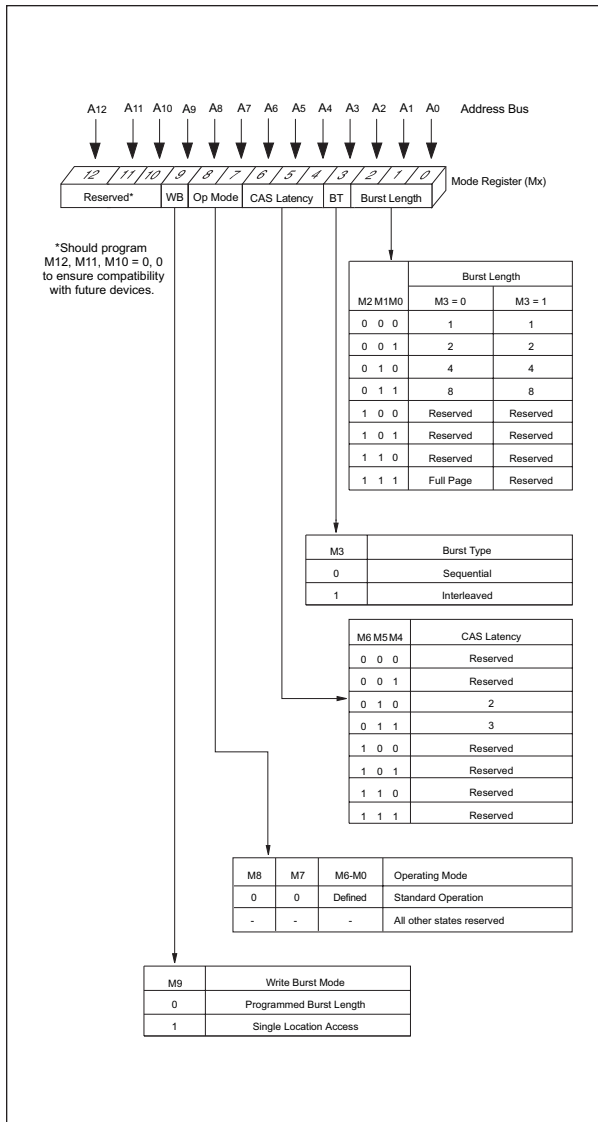 A12 A11 A10 A9 A8 A7 A6 A5 A4 A3 A2 A1 A0 Address Bus
12 11 10 9 8 7 6 5 4 3 2 1 0 Mode Register (Mx)
Reserved* WB Op Mode CAS Latency BT Burst Length
*Should program
M12, M11, M10 = 0, 0
to ensure compatibility
with future devices.
Burst Length
M2 M1 M0 M3 = 0 M3 = 1
0 0 0 1 1
0 0 1 2 2
0 1 0 4 4
0 1 1 8 8
1 0 0 Reserved Reserved
1 0 1 Reserved Reserved
1 1 0 Reserved Reserved
1 1 1 Full Page Reserved
M3 Burst Type
0 Sequential
1 Interleaved
M6 M5 M4 CAS Latency
0 0 0 Reserved
0 0 1 Reserved
0 1 0 2
0 1 1 3
1 0 0 Reserved
1 0 1 Reserved
1 1 0 Reserved
1 1 1 Reserved
M8 M7 M6-M0 Operating Mode
0 0 Defined Standard Operation
- - - All other states reserved
M9 Write Burst Mode
0 Programmed Burst Length
1 Single Location Access